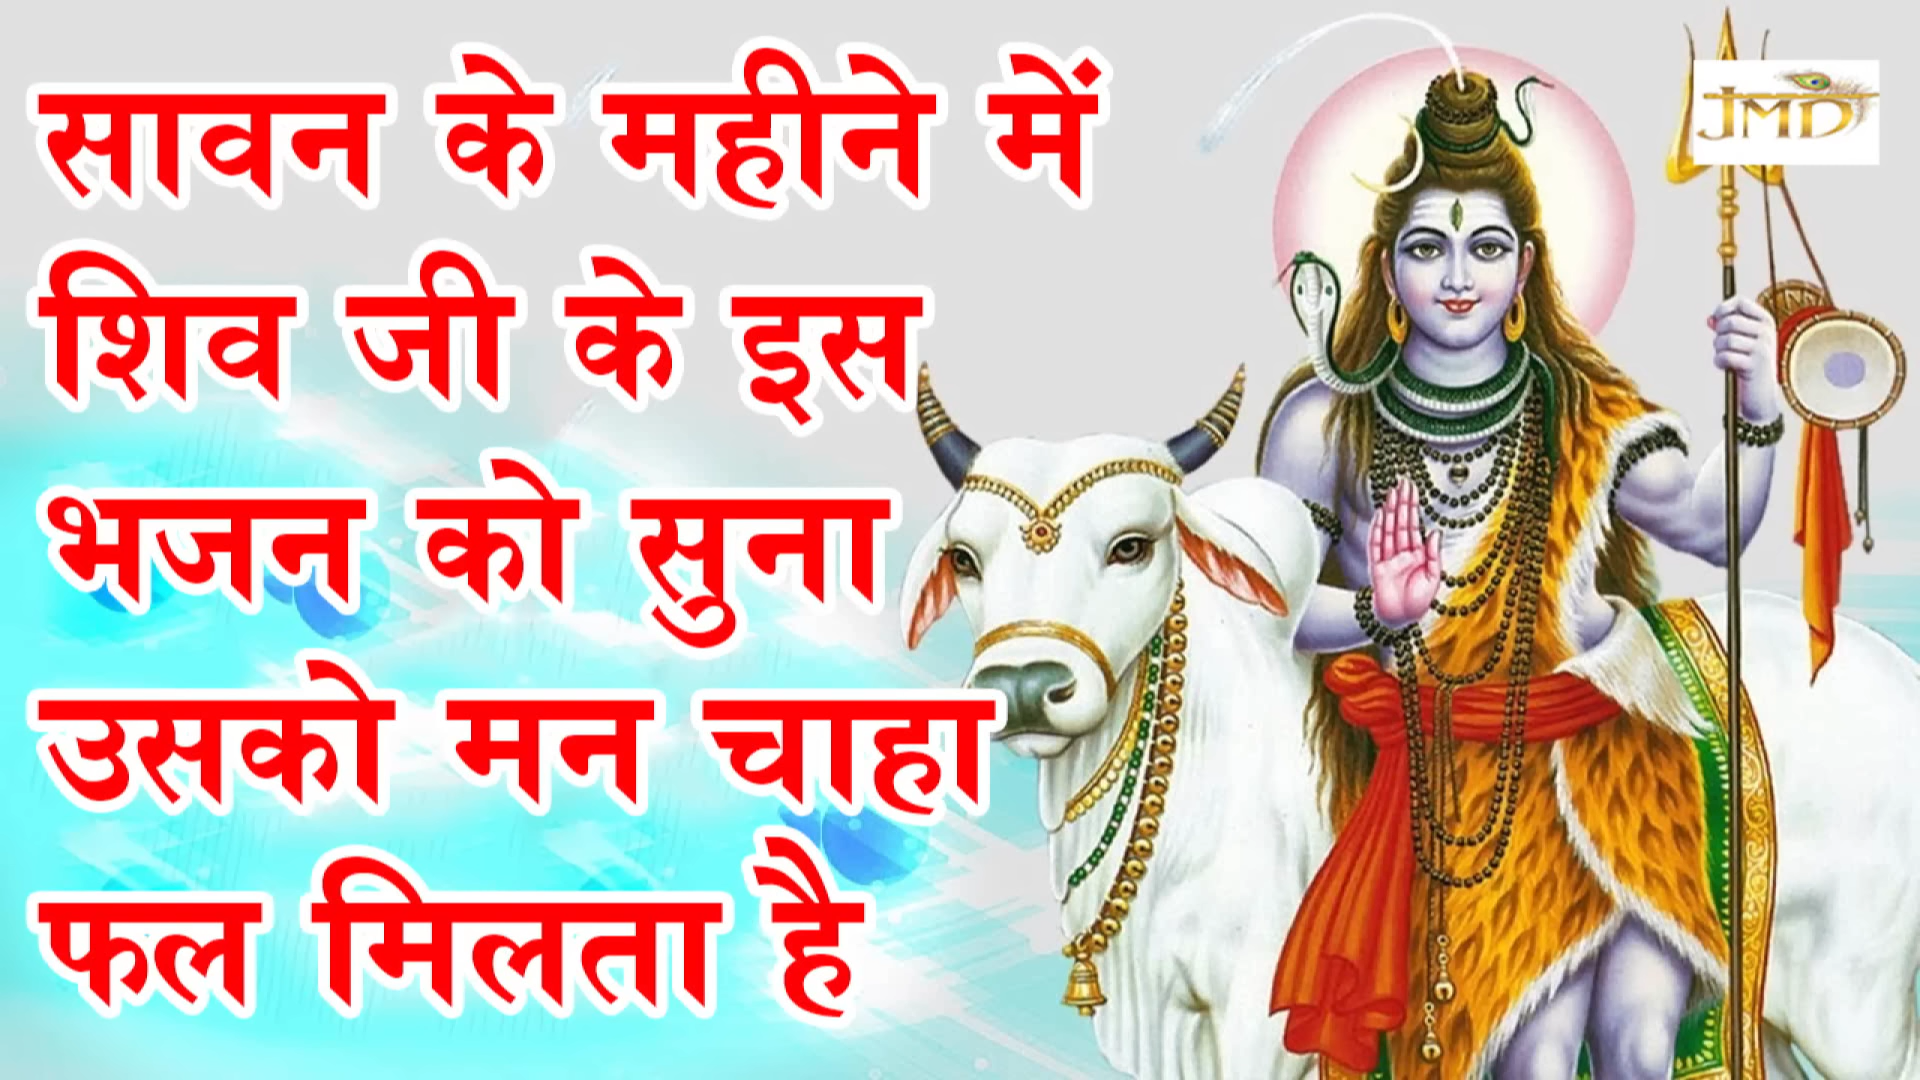 सावन के महीने में
JMD
शिव जी के इस
भजन को सुना
उसको मन चाहा
फल मिलता है